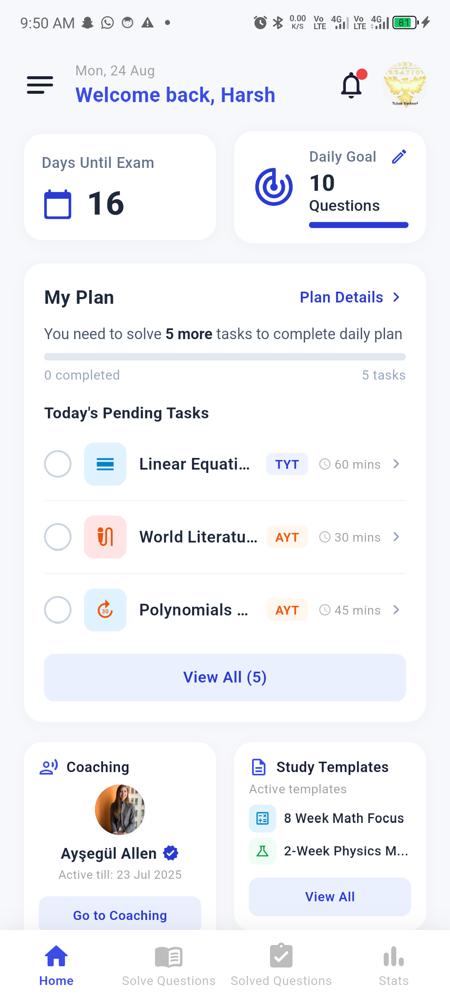 9:50 AM
0.00 K/S
Vo LTE
4G
Vo LTE
4G
81
Mon, 24 Aug
Welcome back, Harsh
Zubair Rasheed
Days Until Exam
16
Daily Goal
10
Questions
My Plan
Plan Details
You need to solve 5 more tasks to complete daily plan
0 completed
5 tasks
Today's Pending Tasks
Linear Equati...
TYT
60 mins
World Literatu...
AYT
30 mins
30
Polynomials ...
AYT
45 mins
View All (5)
Coaching
Ayşegül Allen
Active till: 23 Jul 2025
Go to Coaching
Study Templates
Active templates
8 Week Math Focus
2-Week Physics M...
View All
Home
Solve Questions
Solved Questions
Stats